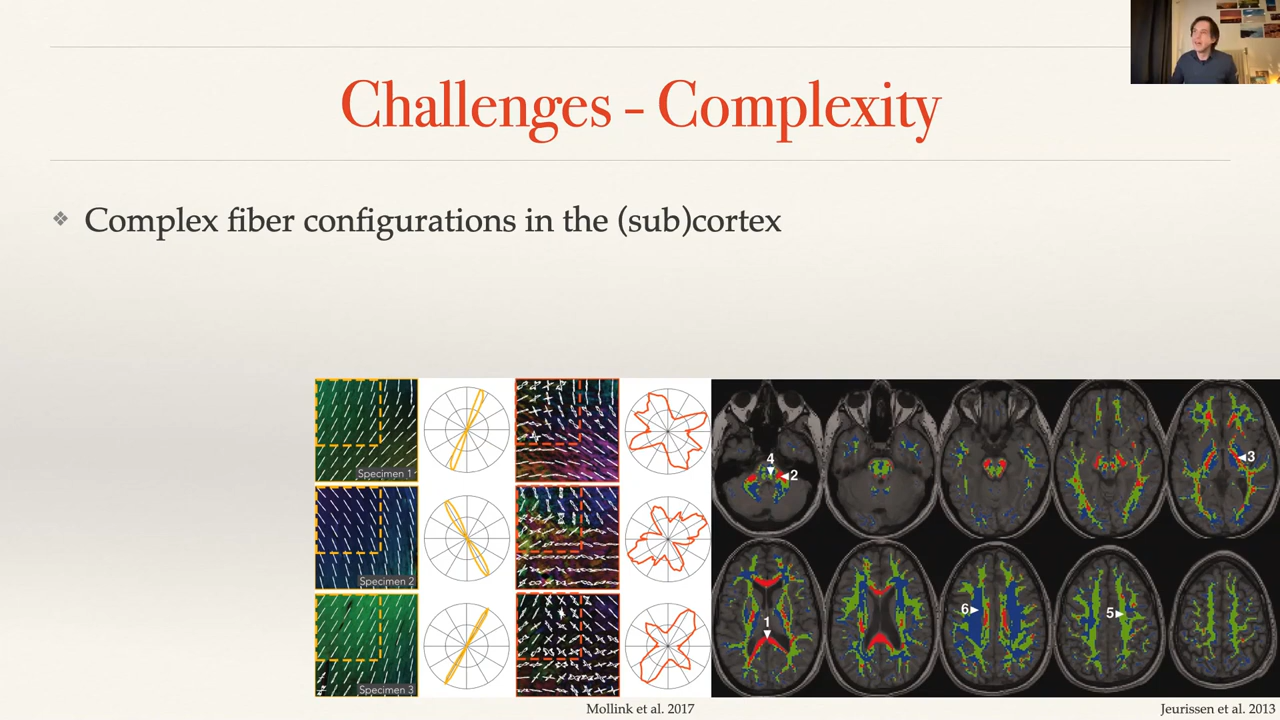 Challenges - Complexity
❖ Complex fiber configurations in the (sub)cortex
Specimen 1
Specimen 2
Specimen 3
4
2
3
1
6
5
Mollink et al. 2017
Jeurissen et al. 2013